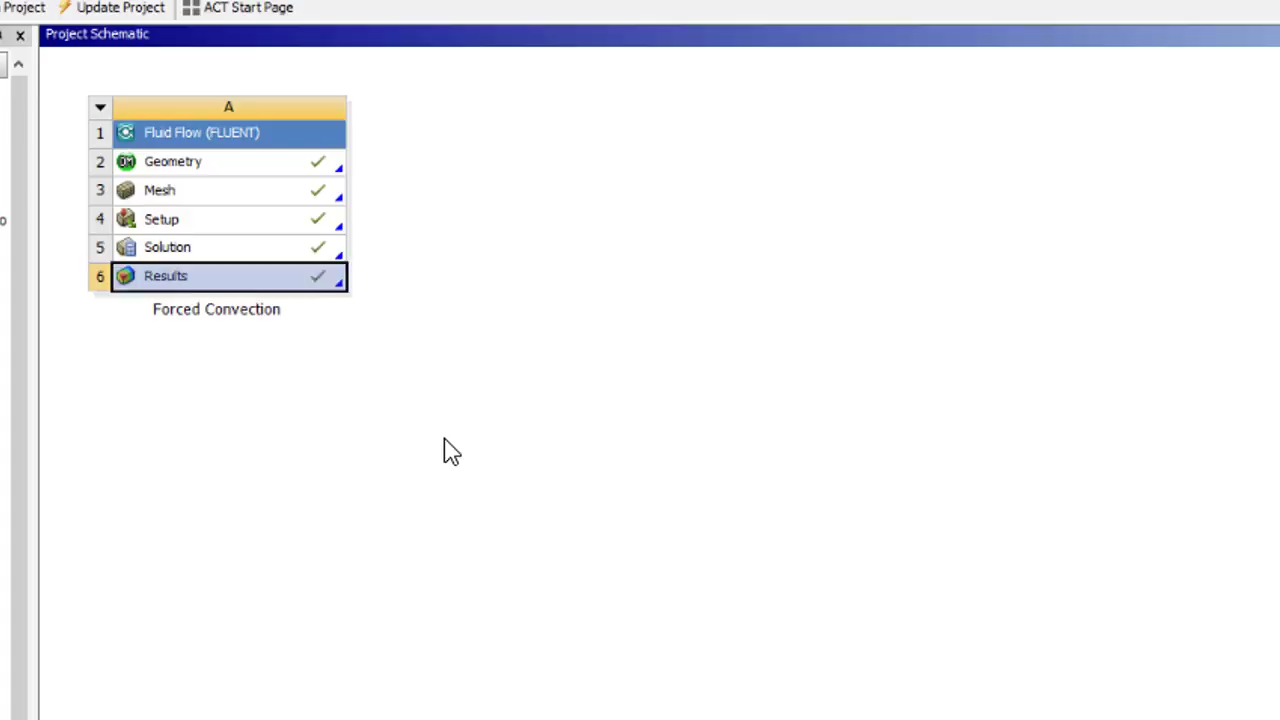 Project Update Project ACT Start Page
Project Schematic
A
1 Fluid Flow (FLUENT)
2 Geometry
3 Mesh
4 Setup
5 Solution
6 Results
Forced Convection